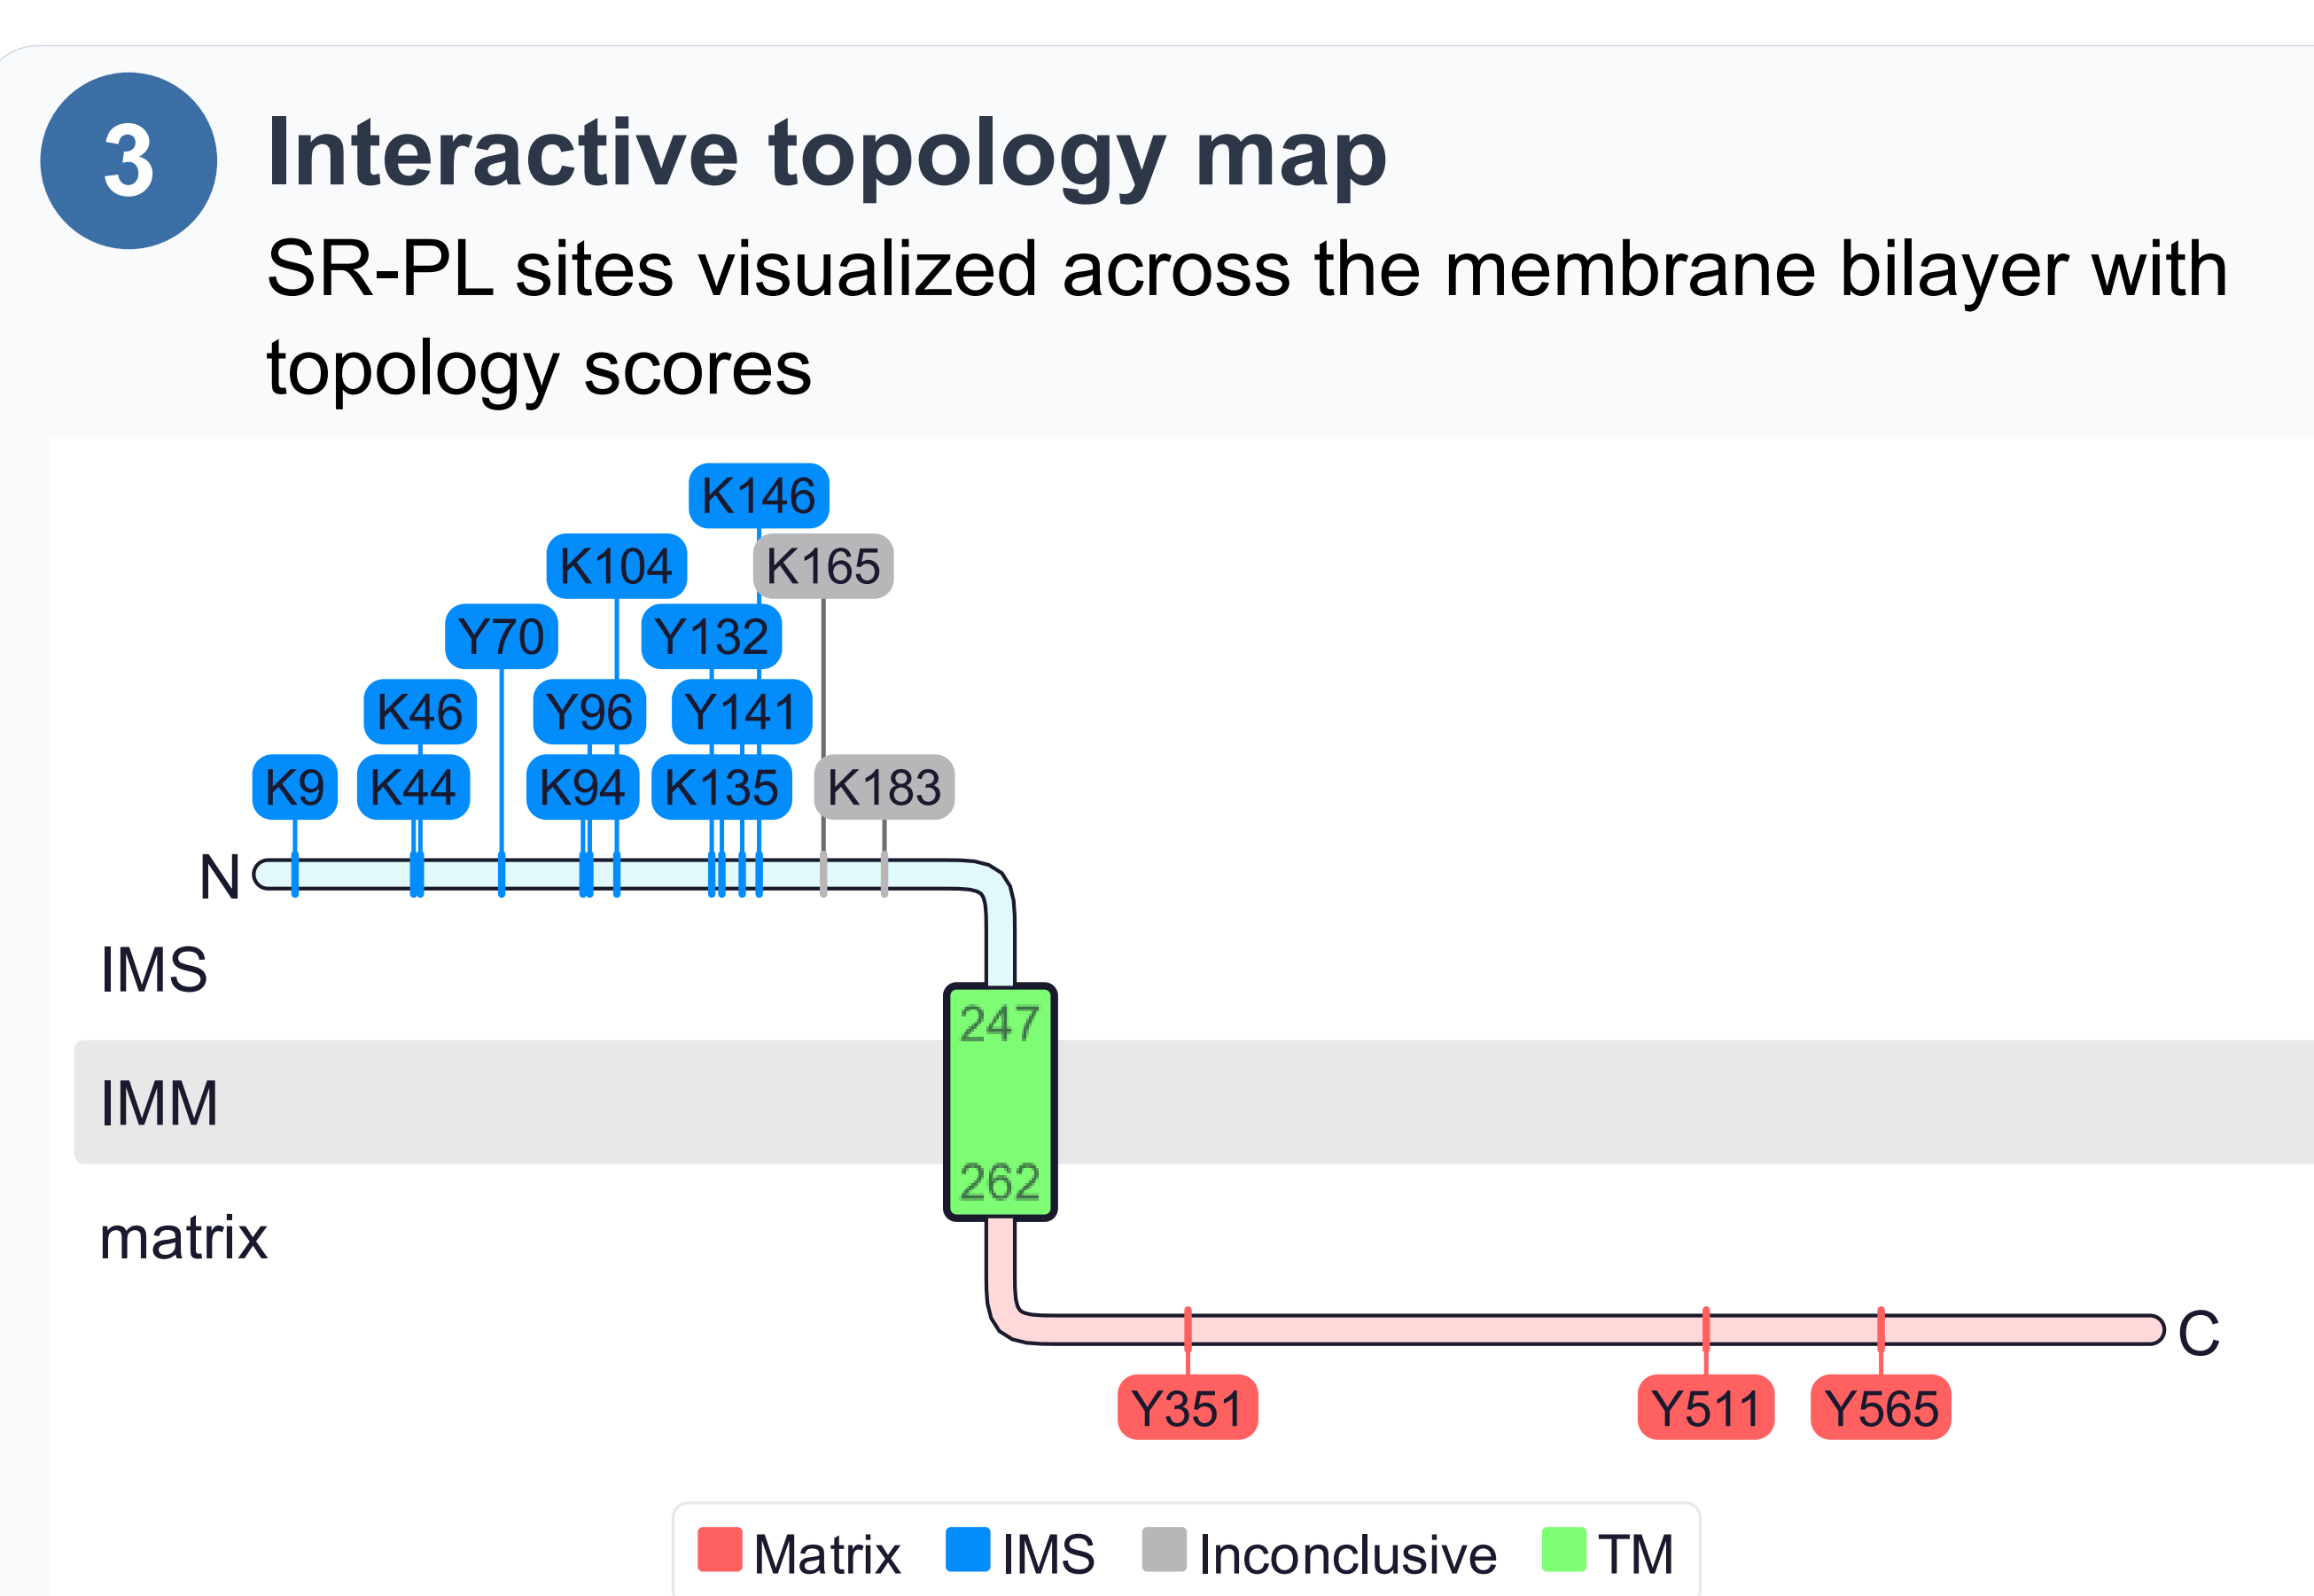 3
Interactive topology map
SR-PL sites visualized across the membrane bilayer with
topology scores
K146
K104 K165
Y70 Y132
K46 Y96 Y141
K9 K44 K94 K135 K183
N
IMS
247
IMM
262
matrix
C
Y351 Y511 Y565
Matrix IMS Inconclusive TM